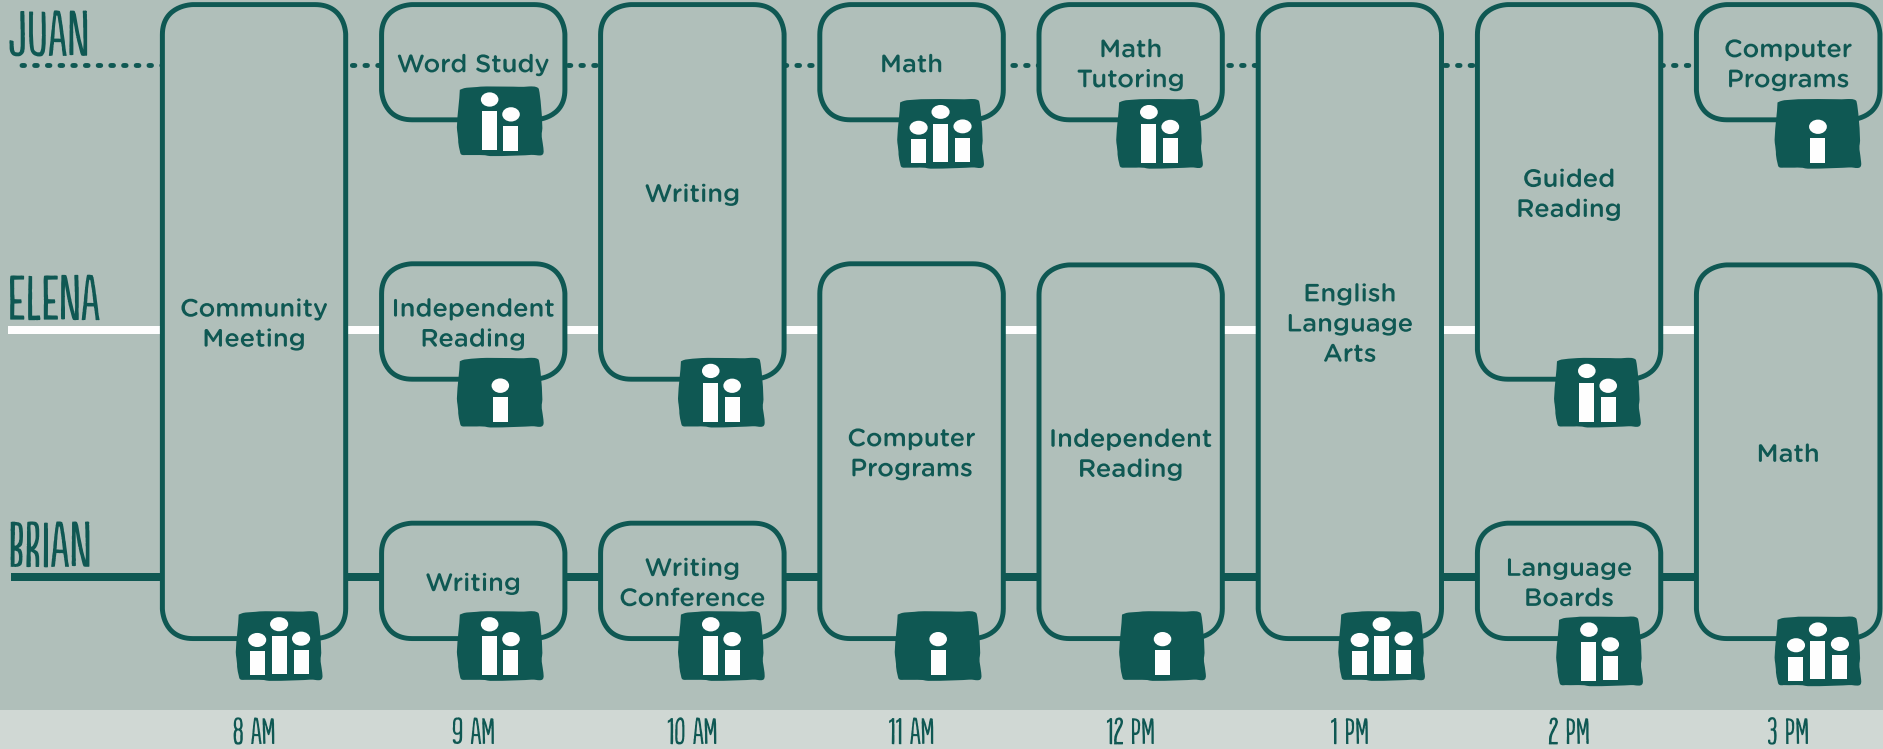 JUAN
Word Study
Math
Math
Tutoring
Computer
Programs
Writing
Guided
Reading
ELENA
Community
Meeting
Independent
Reading
English
Language
Arts
Computer
Programs
Independent
Reading
Math
BRIAN
Writing
Writing
Conference
Language
Boards
8 AM
9 AM
10 AM
11 AM
12 PM
1 PM
2 PM
3 PM